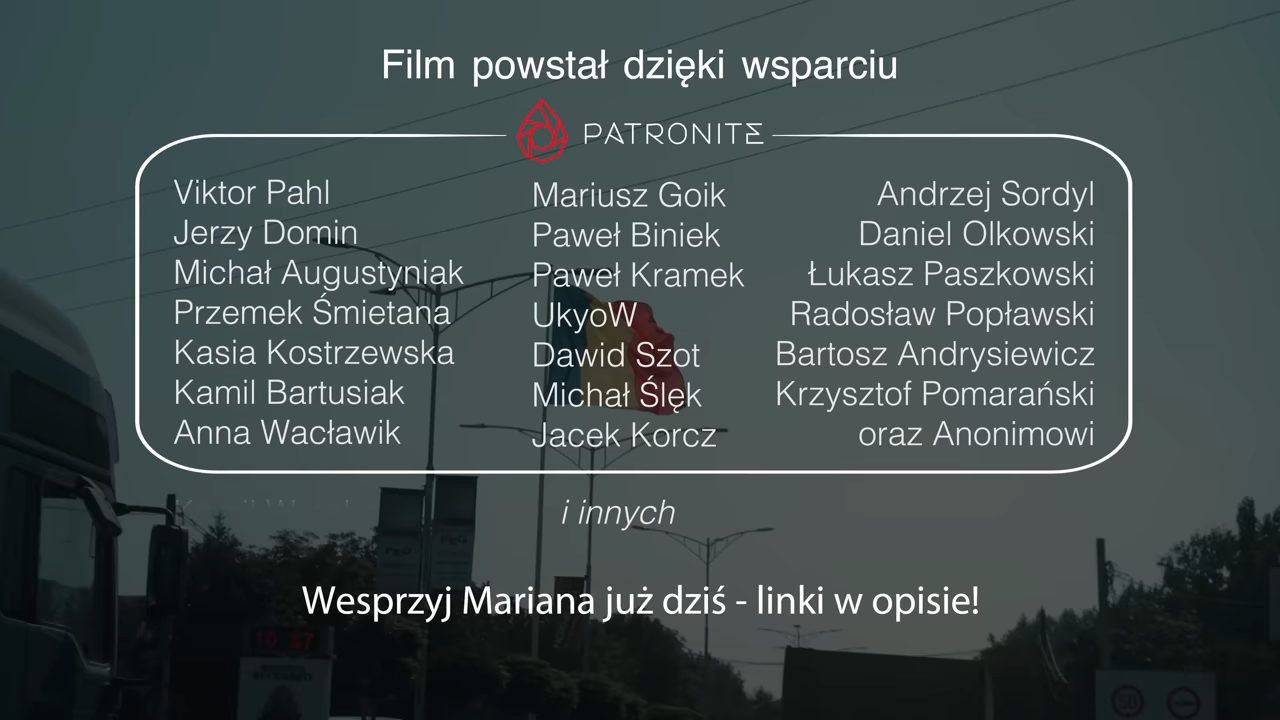 Film powstał dzięki wsparciu
PATRONITE
Viktor Pahl
Jerzy Domin
Michał Augustyniak
Przemek Śmietana
Kasia Kostrzewska
Kamil Bartusiak
Anna Wacławik
Mariusz Goik
Paweł Biniek
Paweł Kramek
UkyoW
Dawid Szot
Michał Ślęk
Jacek Korcz
Andrzej Sordyl
Daniel Olkowski
Łukasz Paszkowski
Radosław Popławski
Bartosz Andrysiewicz
Krzysztof Pomarański
oraz Anonimowi
i innych
Wesprzyj Mariana już dziś - linki w opisie!